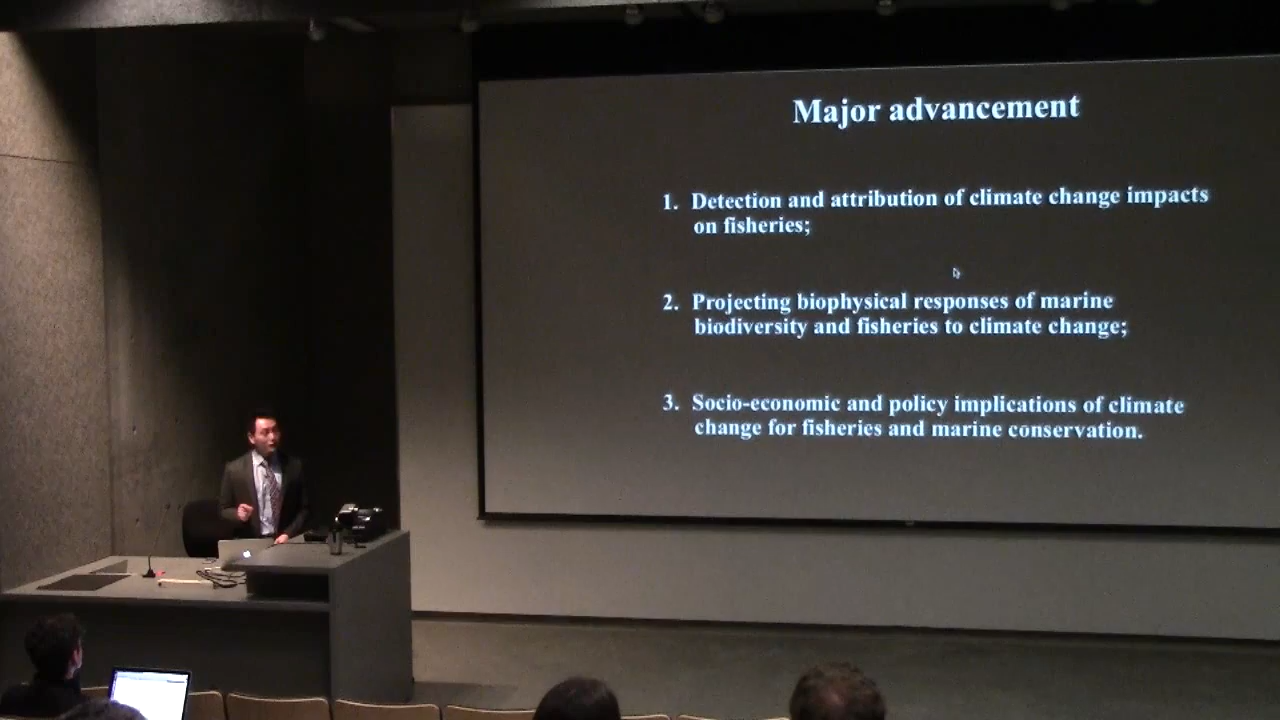 Major advancement
1. Detection and attribution of climate change impacts
on fisheries;
2. Projecting biophysical responses of marine
biodiversity and fisheries to climate change;
3. Socio-economic and policy implications of climate
change for fisheries and marine conservation.